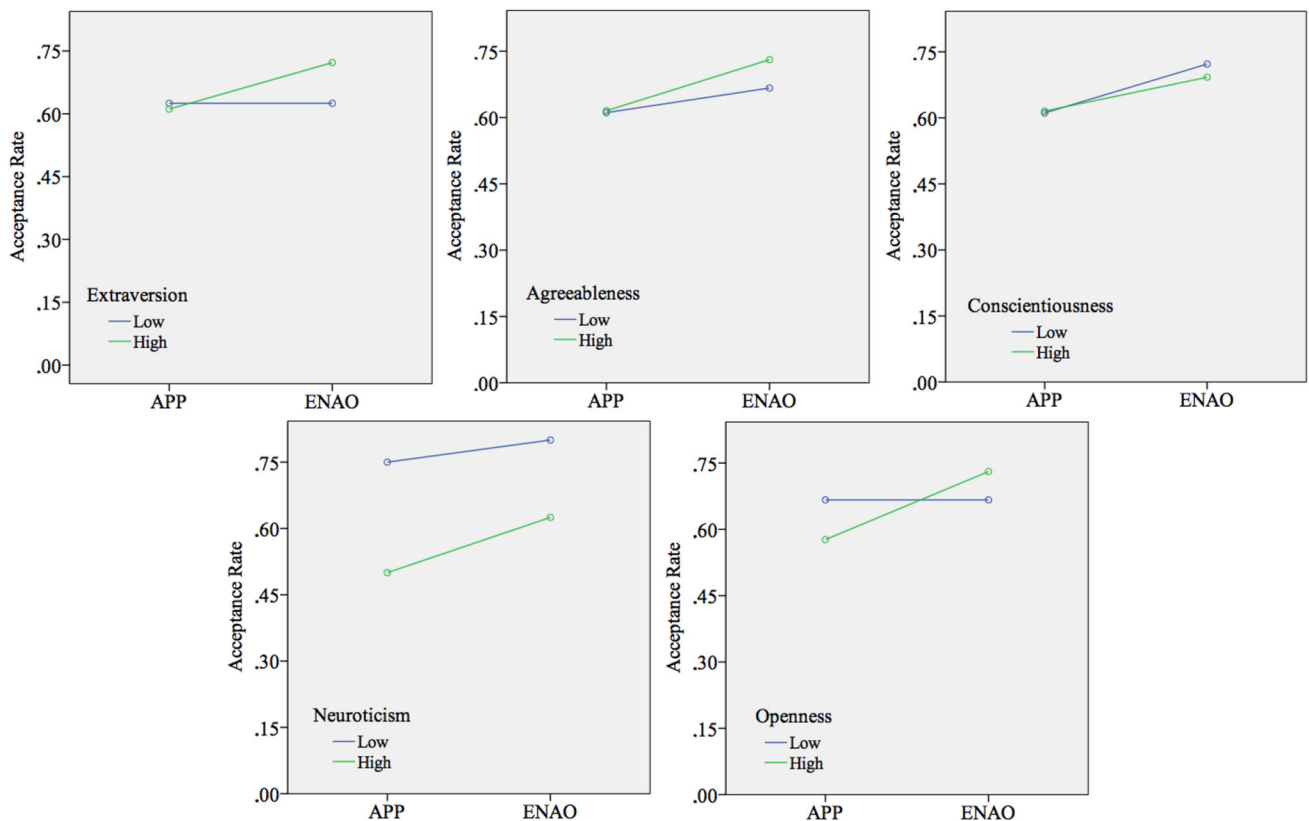 .75
.60
.45
.30
.15
.00
Acceptance Rate
Extraversion
Low
High
APP
ENAO
.75
.60
.45
.30
.15
.00
Acceptance Rate
Agreeableness
Low
High
APP
ENAO
.75
.60
.45
.30
.15
.00
Acceptance Rate
Conscientiousness
Low
High
APP
ENAO
.75
.60
.45
.30
.15
.00
Acceptance Rate
Neuroticism
Low
High
APP
ENAO
.75
.60
.45
.30
.15
.00
Acceptance Rate
Openness
Low
High
APP
ENAO